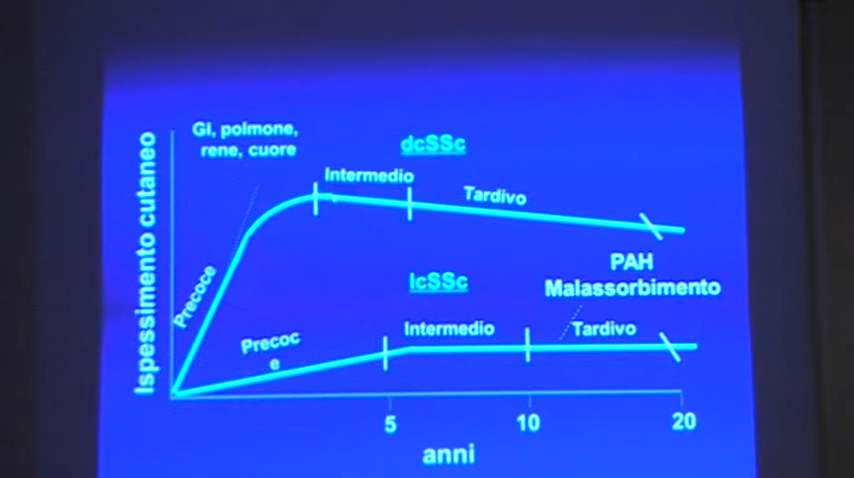 GI, polmone,
rene, cuore
dcSSc
Intermedio
Tardivo
Precoce
Ispessimento cutaneo
lcSSc
PAH
Malassorbimento
Precoc
e
Intermedio
Tardivo
5
10
20
anni